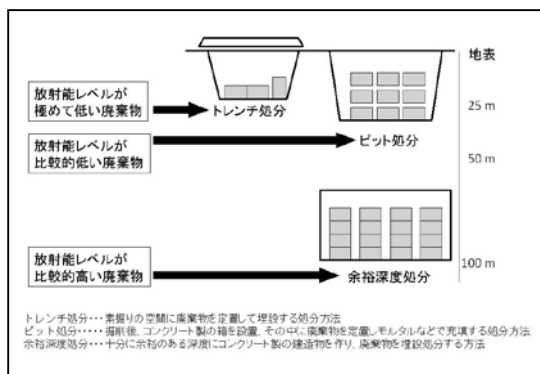 地表
放射能レベルが
極めて低い廃棄物
トレンチ処分
25 m
放射能レベルが
比較的低い廃棄物
ピット処分
50 m
放射能レベルが
比較的高い廃棄物
余裕深度処分
100 m
トレンチ処分・・・素掘りの空間に廃棄物を定置して埋設する処分方法
ピット処分・・・・・掘削後、コンクリート製の箱を設置、その中に廃棄物を定置しモルタルなどで充填する処分方法
余裕深度処分・・・十分に余裕のある深度にコンクリート製の建造物を作り、廃棄物を埋設処分する方法